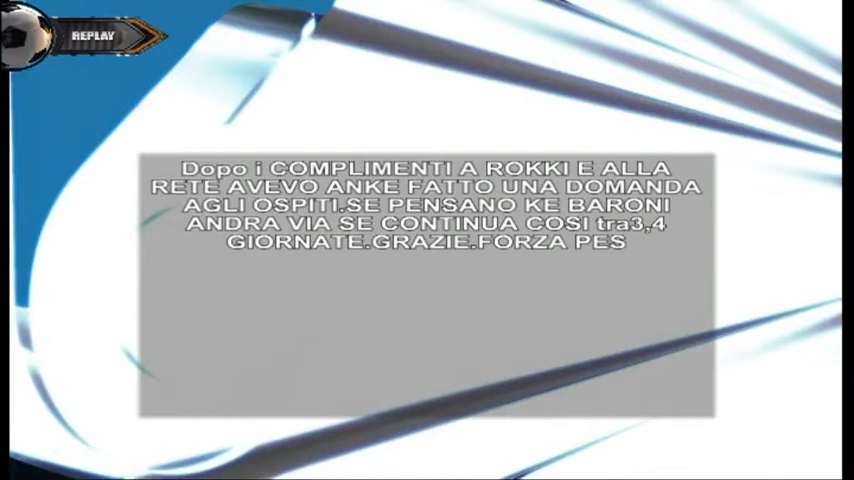 REPLAY
Dopo i COMPLIMENTI A ROKKI E ALLA
RETE AVEVO ANKE FATTO UNA DOMANDA
AGLI OSPITI.SE PENSANO KE BARONI
ANDRA VIA SE CONTINUA COSI tra3,4
GIORNATE.GRAZIE.FORZA PES